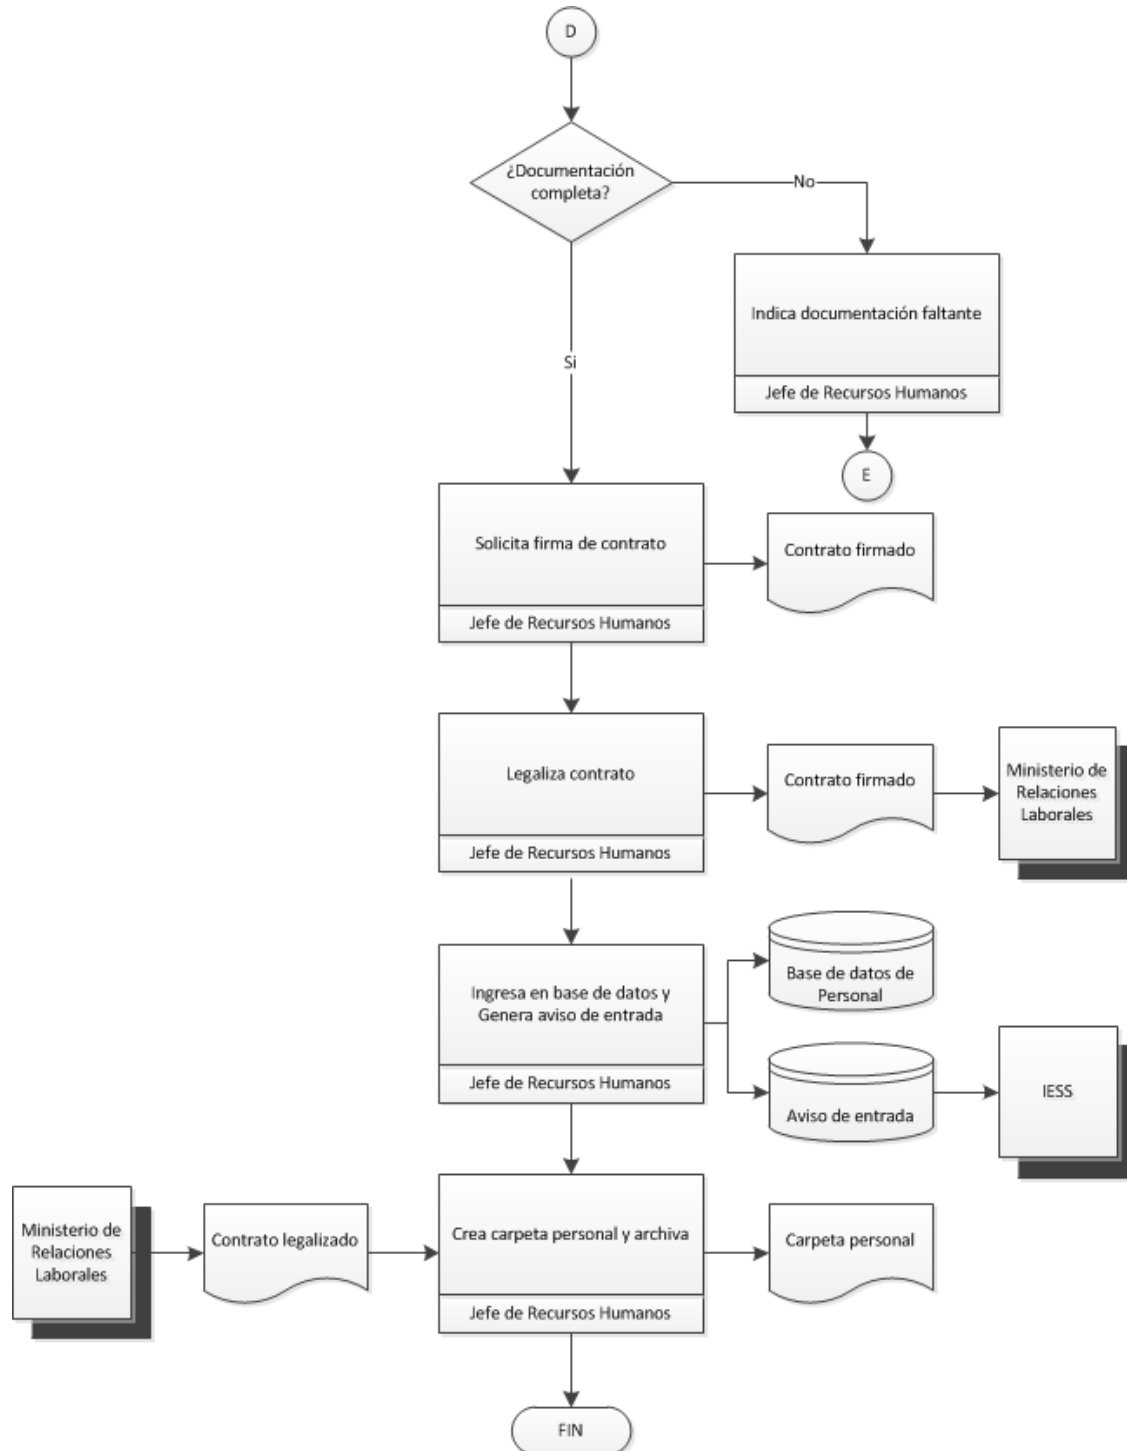 D
¿Documentación
completa?
No
Indica documentación faltante
Jefe de Recursos Humanos
Si
E
Solicita firma de contrato
Jefe de Recursos Humanos
Contrato firmado
Legaliza contrato
Jefe de Recursos Humanos
Contrato firmado
Ministerio de
Relaciones
Laborales
Ingresa en base de datos y
Genera aviso de entrada
Jefe de Recursos Humanos
Base de datos de
Personal
Aviso de entrada
IESS
Ministerio de
Relaciones
Laborales
Contrato legalizado
Crea carpeta personal y archiva
Jefe de Recursos Humanos
Carpeta personal
FIN